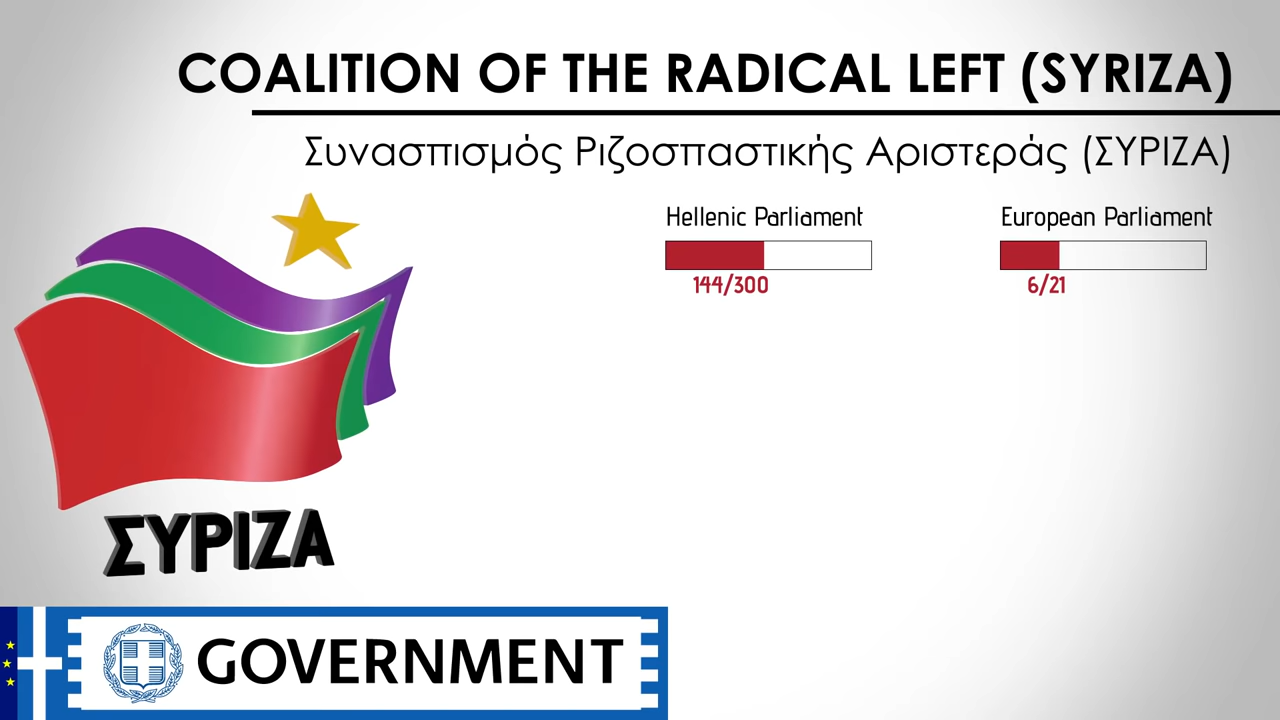 COALITION OF THE RADICAL LEFT (SYRIZA)
Συνασπισμός Ριζοσπαστικής Αριστεράς (ΣΥΡΙΖΑ)
Hellenic Parliament
144/300
European Parliament
6/21
ΣΥΡΙΖΑ
GOVERNMENT